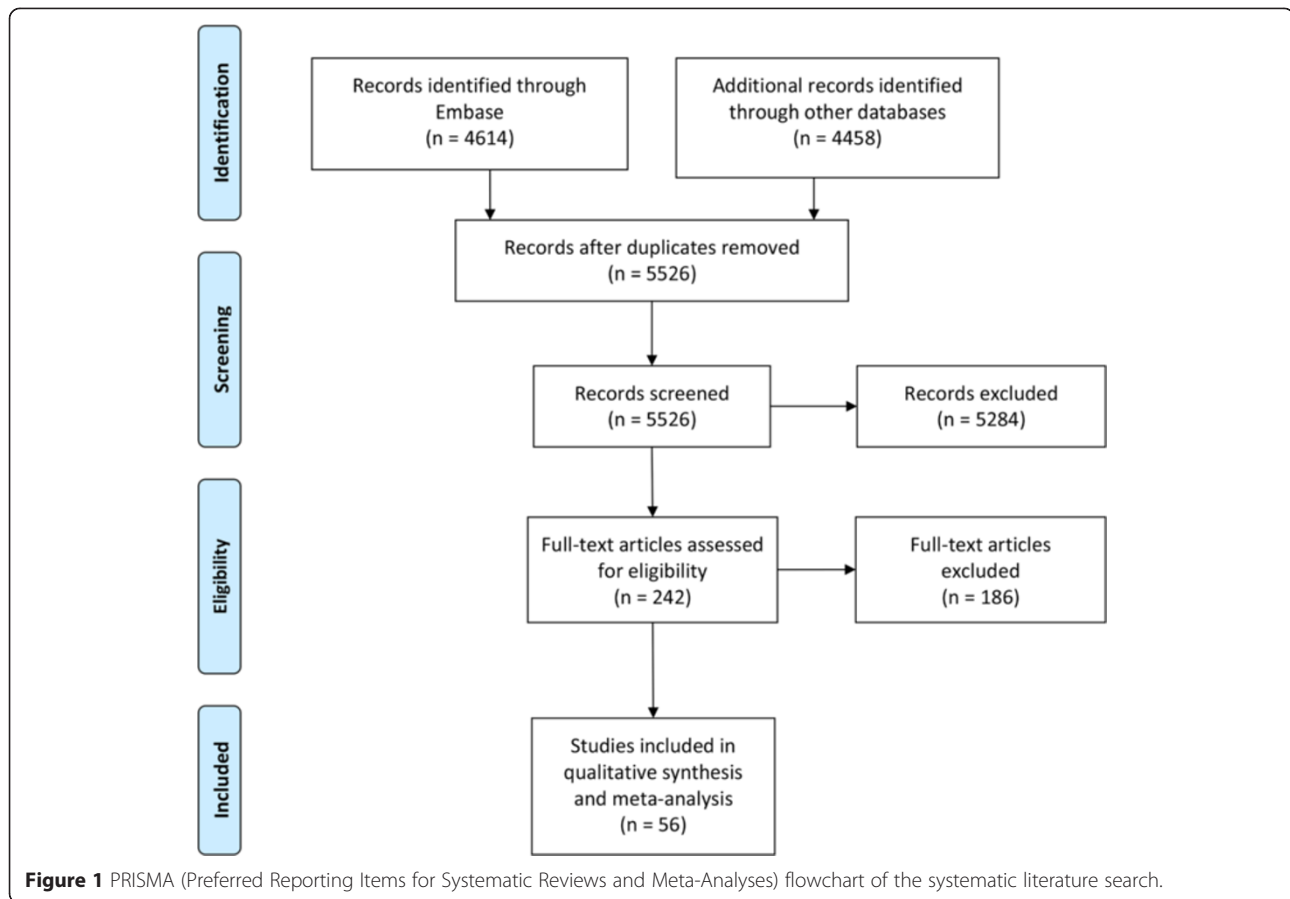 Identification
Records identified through
Embase
(n = 4614)
Additional records identified
through other databases
(n = 4458)
Screening
Records after duplicates removed
(n = 5526)
Records screened
(n = 5526)
Records excluded
(n = 5284)
Eligibility
Full-text articles assessed
for eligibility
(n = 242)
Full-text articles
excluded
(n = 186)
Included
Studies included in
qualitative synthesis
and meta-analysis
(n = 56)
Figure 1 PRISMA (Preferred Reporting Items for Systematic Reviews and Meta-Analyses) flowchart of the systematic literature search.